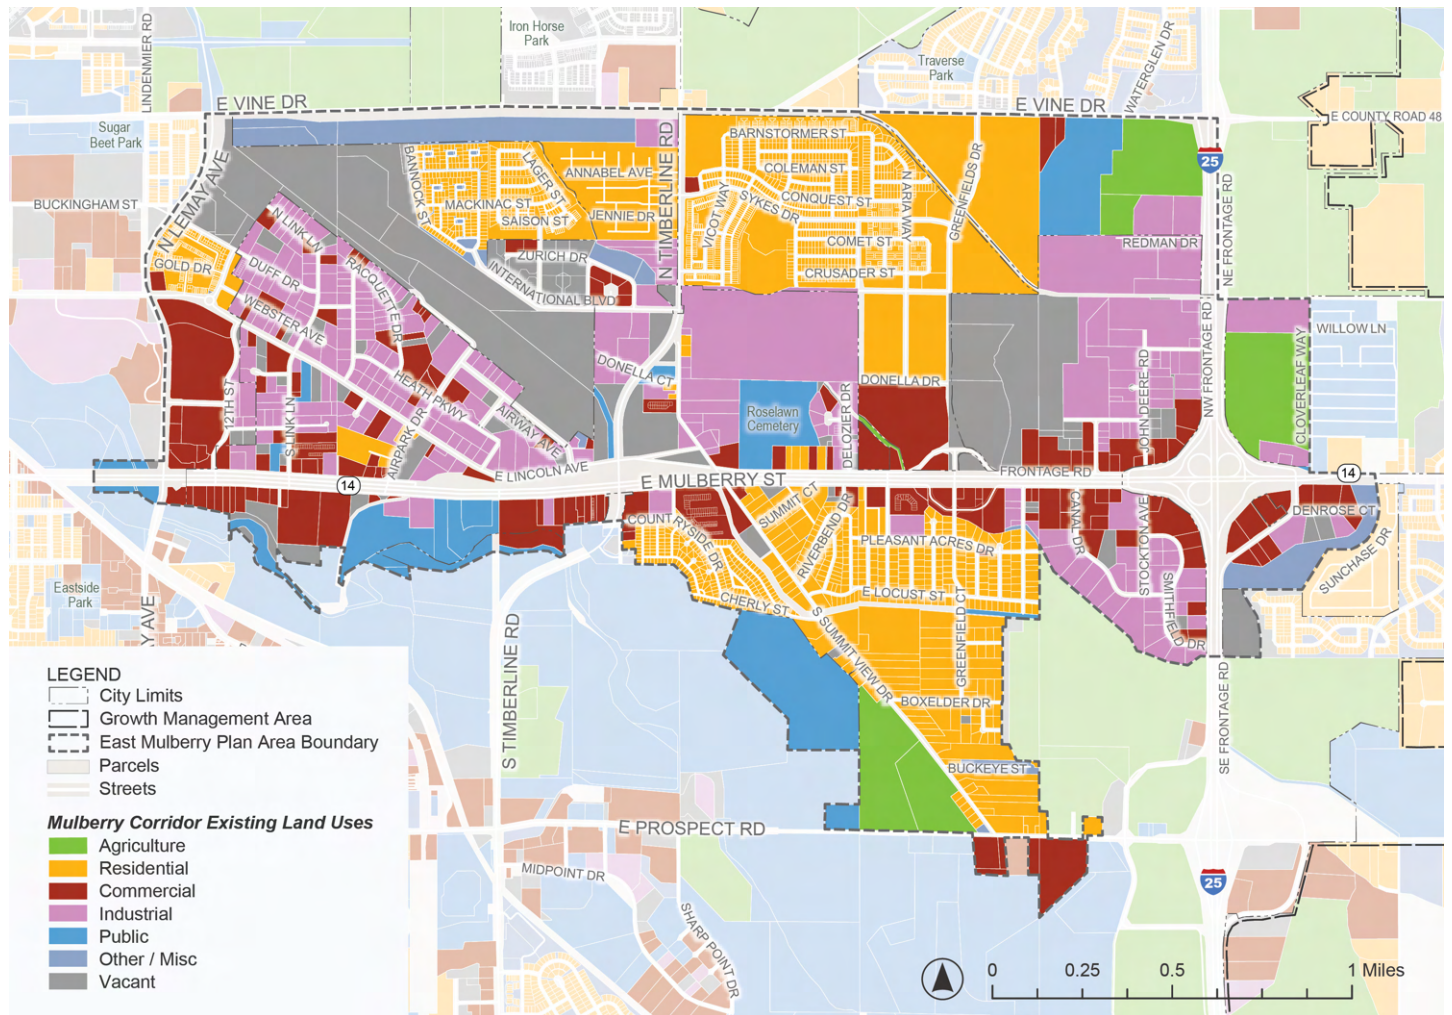 LINDENMIER RD
Iron Horse
Park
Traverse
Park
WATERGLEN DR
E VINE DR
E VINE DR
E COUNTY ROAD 48
Sugar
Beet Park
N LEMAY AVE
N TIMBERLINE RD
BARNSTORMER ST
25
BANNOCK ST
LAGER ST
ANNABEL AVE
COLEMAN ST
N ARIA WAY
GREENFIELDS DR
NE FRONTAGE RD
BUCKINGHAM ST
MACKINAC ST
SAISON ST
JENNIE DR
VICOT WAY
SYKES DR
CONQUEST ST
N LINK LN
COMET ST
REDMAN DR
GOLD DR
DUFF DR
RACQUETTE DR
ZURICH DR
INTERNATIONAL BLVD
CRUSADER ST
WEBSTER AVE
NW FRONTAGE RD
CLOVERLEAF WAY
WILLOW LN
12TH ST
S LINK LN
HEATH PKWY
DONELLA CT
DONELLA DR
JOHN DEERE RD
AIRPARK DR
AIRWAY AVE
Roselawn
Cemetery
DELOZIER DR
E LINCOLN AVE
FRONTAGE RD
14
E MULBERRY ST
14
COUNTRYSIDE DR
SUMMIT CT
RIVERBEND DR
CANAL DR
STOCKTON AVE
DENROSE CT
PLEASANT ACRES DR
SUNCHASE DR
Eastside
Park
CHERLY ST
E LOCUST ST
GREENFIELD CT
SMITHFIELD DR
AY AVE
S TIMBERLINE RD
S SUMMIT VIEW DR
BOXELDER DR
SE FRONTAGE RD
BUCKEYE ST
E PROSPECT RD
MIDPOINT DR
SHARP POINT DR
25
LEGEND
City Limits
Growth Management Area
East Mulberry Plan Area Boundary
Parcels
Streets
Mulberry Corridor Existing Land Uses
Agriculture
Residential
Commercial
Industrial
Public
Other / Misc
Vacant
0 0.25 0.5 1 Miles